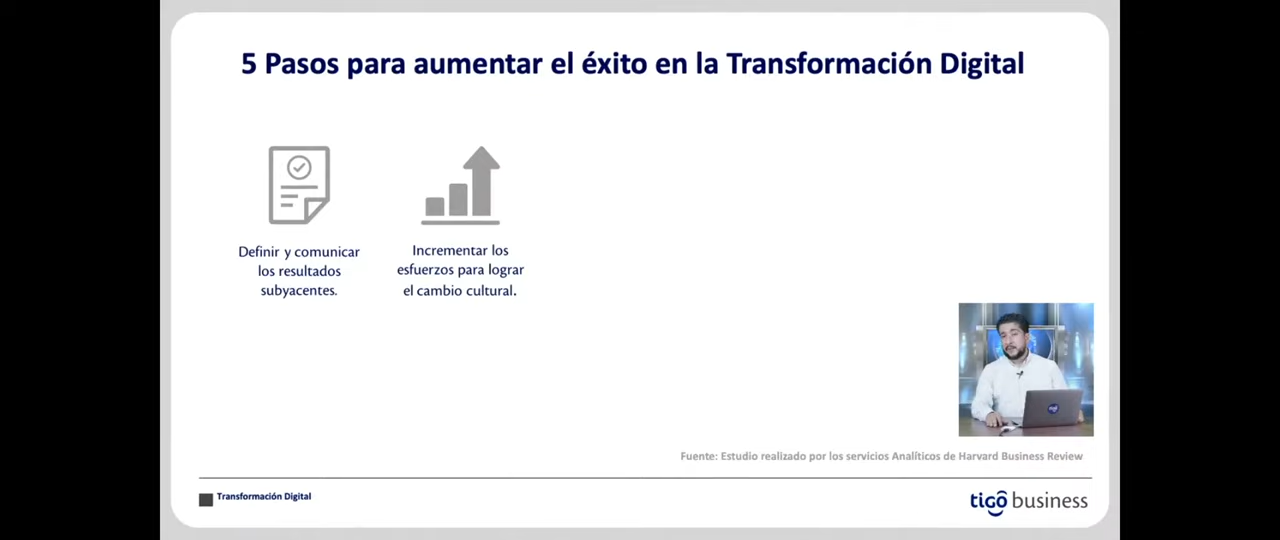 5 Pasos para aumentar el éxito en la Transformación Digital
Definir y comunicar
los resultados
subyacentes.
Incrementar los
esfuerzos para lograr
el cambio cultural.
Fuente: Estudio realizado por los servicios Analíticos de Harvard Business Review
Transformación Digital
tigô business